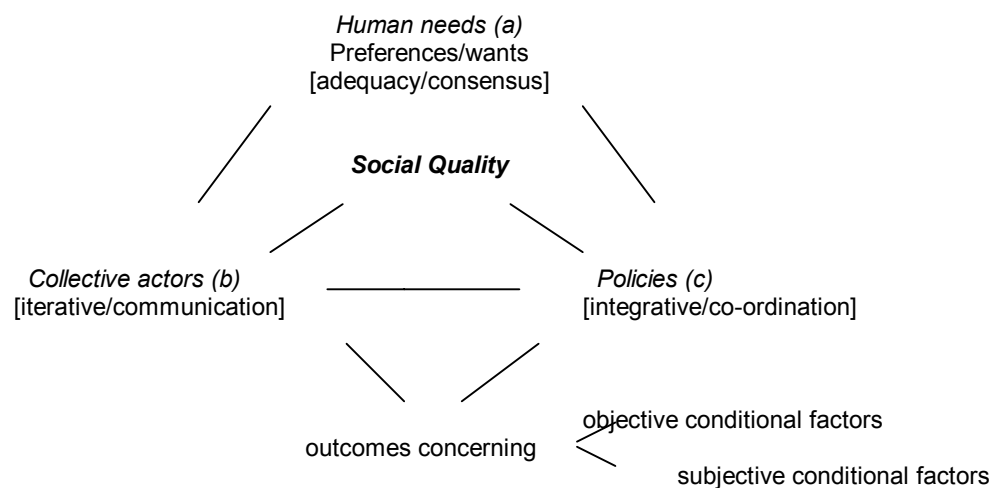 Human needs (a)
Preferences/wants
[adequacy/consensus]
Social Quality
Collective actors (b)
[iterative/communication]
Policies (c)
[integrative/co-ordination]
outcomes concerning
objective conditional factors
subjective conditional factors